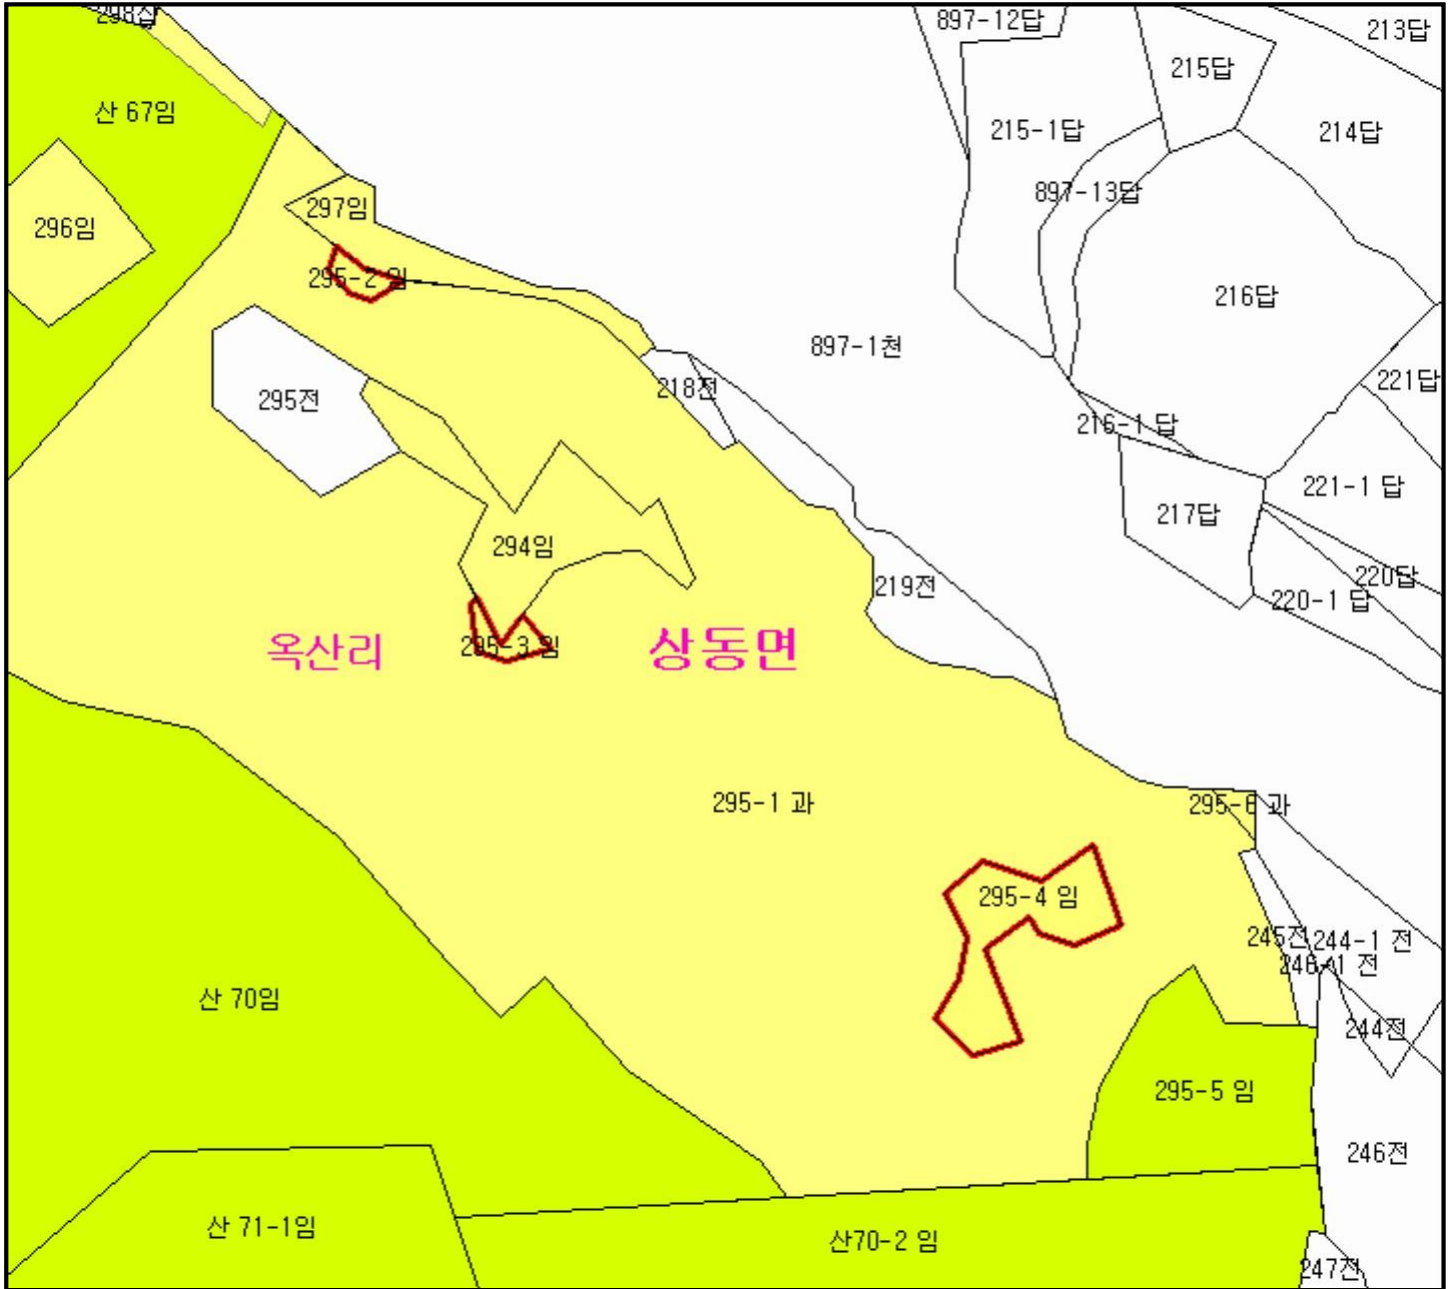 298잡
897-12답
213답
215답
산 67임
215-1답
214답
897-13답
297임
296임
295-2 임
216답
897-1천
221답
218전
295전
216-1 답
221-1 답
217답
294임
220답
219전
220-1 답
295-3 임
옥산리
상동면
295-1 과
295-6 과
295-4 임
245전
244-1 전
246-1 전
산 70임
244전
295-5 임
246전
산 71-1임
산70-2 임
247전